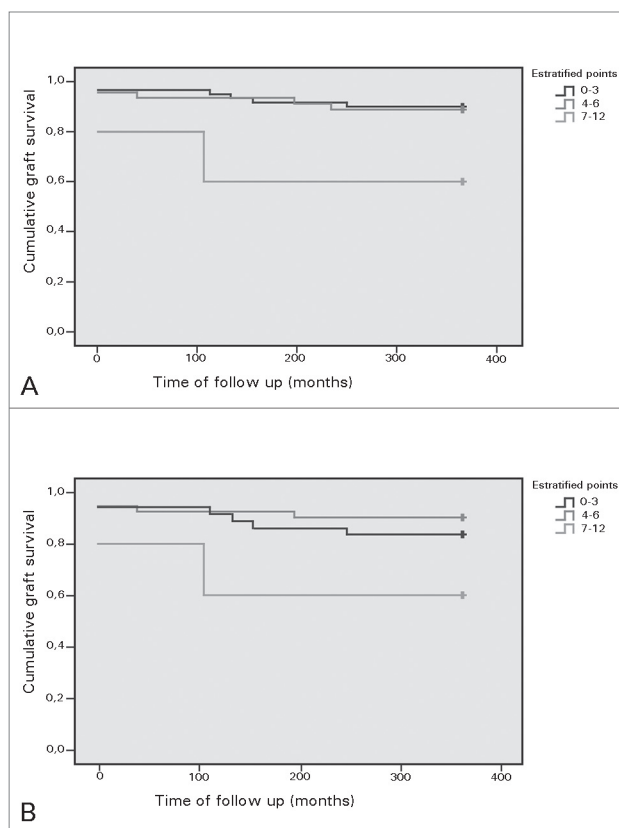 Estratified points
0-3
4-6
7-12
Cumulative graft survival
1,0
0,8
0,6
0,4
0,2
0,0
0 100 200 300 400
Time of follow up (months)
A
Estratified points
0-3
4-6
7-12
Cumulative graft survival
1,0
0,8
0,6
0,4
0,2
0,0
0 100 200 300 400
Time of follow up (months)
B